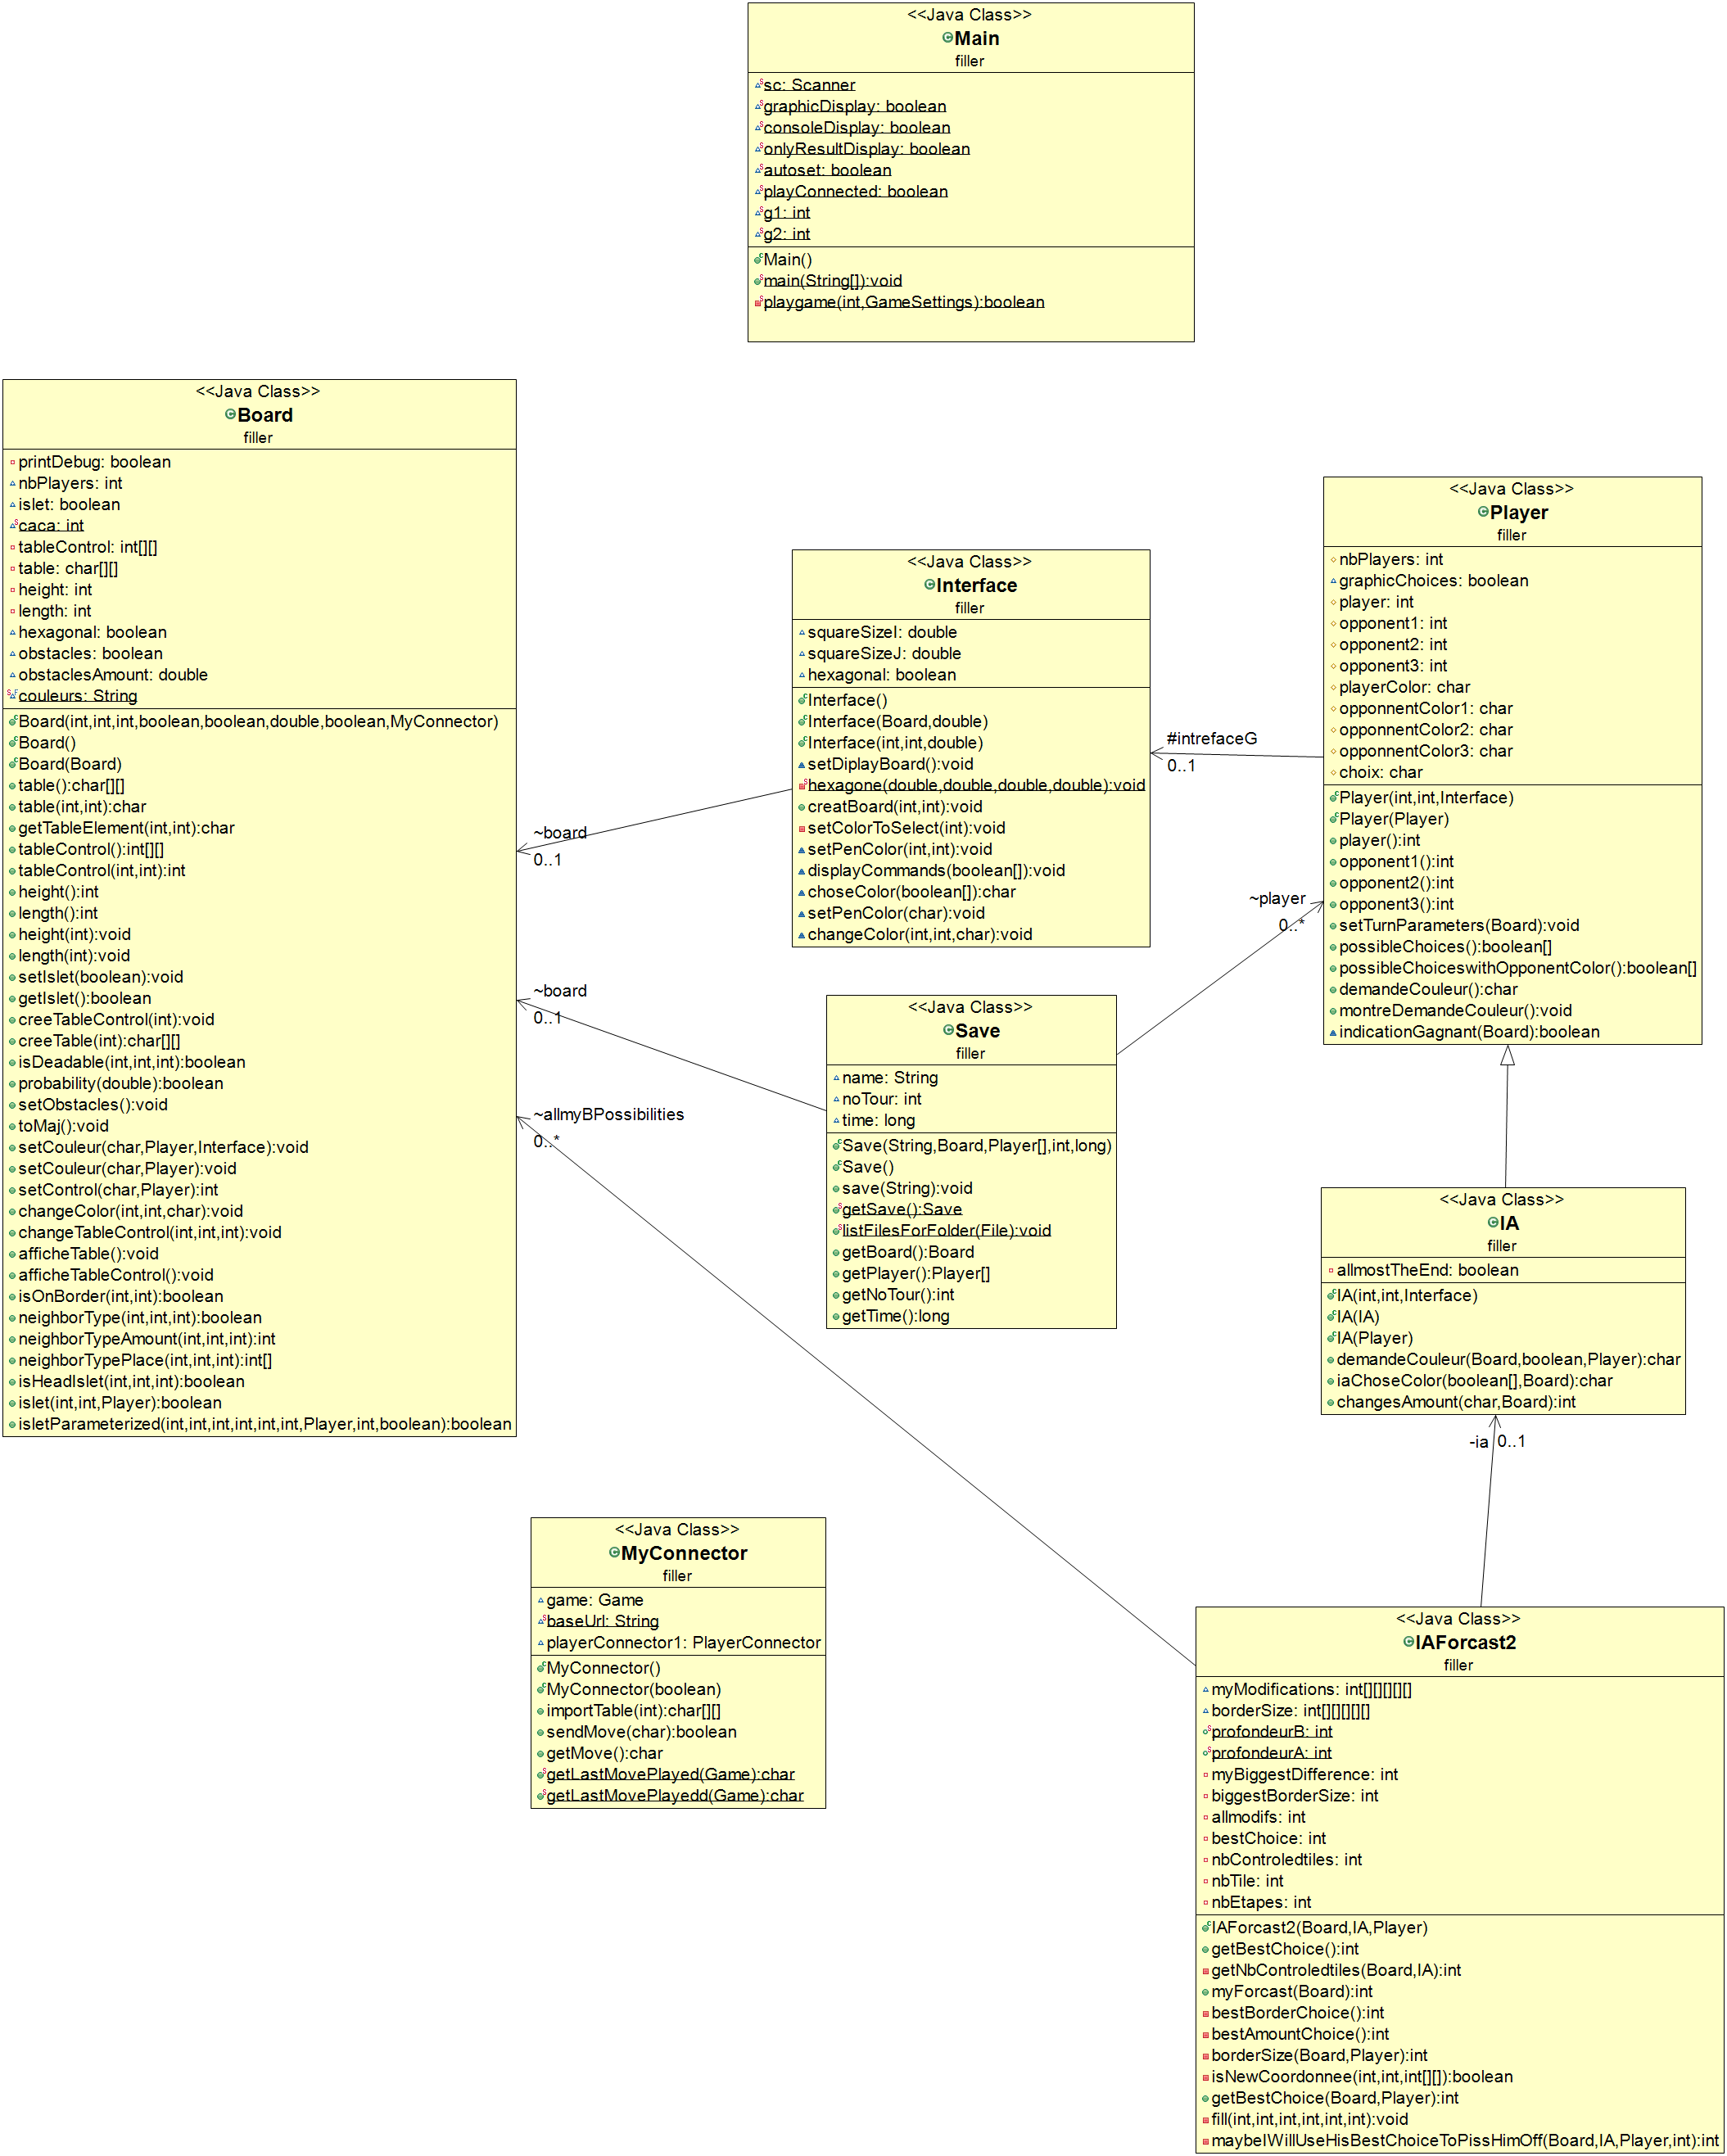 <<Java Class>>
Main
filler
sc: Scanner
graphicDisplay: boolean
consoleDisplay: boolean
onlyResultDisplay: boolean
autoset: boolean
playConnected: boolean
g1: int
g2: int
Main()
main(String[]):void
playgame(int,GameSettings):boolean
<<Java Class>>
Board
filler
printDebug: boolean
nbPlayers: int
islet: boolean
caca: int
tableControl: int[][]
table: char[][]
height: int
length: int
hexagonal: boolean
obstacles: boolean
obstaclesAmount: double
couleurs: String
Board(int,int,int,boolean,boolean,double,boolean,MyConnector)
Board()
Board(Board)
table():char[][]
table(int,int):char
getTableElement(int,int):char
tableControl():int[][]
tableControl(int,int):int
height():int
length():int
height(int):void
length(int):void
setIslet(boolean):void
getIslet():boolean
creeTableControl(int):void
creeTable(int):char[][]
isDeadable(int,int,int):boolean
probability(double):boolean
setObstacles():void
toMaj():void
setCouleur(char,Player,Interface):void
setCouleur(char,Player):void
setControl(char,Player):int
changeColor(int,int,char):void
changeTableControl(int,int,int):void
afficheTable():void
afficheTableControl():void
isOnBorder(int,int):boolean
neighborType(int,int,int):boolean
neighborTypeAmount(int,int,int):int
neighborTypePlace(int,int,int):int[]
isHeadIslet(int,int,int):boolean
islet(int,int,Player):boolean
isletParameterized(int,int,int,int,int,int,Player,int,boolean):boolean
~board
0..1
~board
0..1
~allmyBPossibilities
0..*
<<Java Class>>
Interface
filler
squareSizeI: double
squareSizeJ: double
hexagonal: boolean
Interface()
Interface(Board,double)
Interface(int,int,double)
setDiplayBoard():void
hexagone(double,double,double,double):void
creatBoard(int,int):void
setColorToSelect(int):void
setPenColor(int,int):void
displayCommands(boolean[]):void
choseColor(boolean[]):char
setPenColor(char):void
changeColor(int,int,char):void
#intrefaceG
0..1
<<Java Class>>
Player
filler
nbPlayers: int
graphicChoices: boolean
player: int
opponent1: int
opponent2: int
opponent3: int
playerColor: char
opponnentColor1: char
opponnentColor2: char
opponnentColor3: char
choix: char
Player(int,int,Interface)
Player(Player)
player():int
opponent1():int
opponent2():int
opponent3():int
setTurnParameters(Board):void
possibleChoices():boolean[]
possibleChoiceswithOpponentColor():boolean[]
demandeCouleur():char
montreDemandeCouleur():void
indicationGagnant(Board):boolean
~player
0..*
<<Java Class>>
Save
filler
name: String
noTour: int
time: long
Save(String,Board,Player[],int,long)
Save()
save(String):void
getSave():Save
listFilesForFolder(File):void
getBoard():Board
getPlayer():Player[]
getNoTour():int
getTime():long
<<Java Class>>
IA
filler
allmostTheEnd: boolean
IA(int,int,Interface)
IA(IA)
IA(Player)
demandeCouleur(Board,boolean,Player):char
iaChoseColor(boolean[],Board):char
changesAmount(char,Board):int
-ia 0..1
<<Java Class>>
MyConnector
filler
game: Game
baseUrl: String
playerConnector1: PlayerConnector
MyConnector()
MyConnector(boolean)
importTable(int):char[][]
sendMove(char):boolean
getMove():char
getLastMovePlayed(Game):char
getLastMovePlayedd(Game):char
<<Java Class>>
IAForcast2
filler
myModifications: int[][][][][]
borderSize: int[][][][][]
profondeurB: int
profondeurA: int
myBiggestDifference: int
biggestBorderSize: int
allmodifs: int
bestChoice: int
nbControledtiles: int
nbTile: int
nbEtapes: int
IAForcast2(Board,IA,Player)
getBestChoice():int
getNbControledtiles(Board,IA):int
myForcast(Board):int
bestBorderChoice():int
bestAmountChoice():int
borderSize(Board,Player):int
isNewCoordonnee(int,int,int[][]):boolean
getBestChoice(Board,Player):int
fill(int,int,int,int,int,int):void
maybeIWillUseHisBestChoiceToPissHimOff(Board,IA,Player,int):int